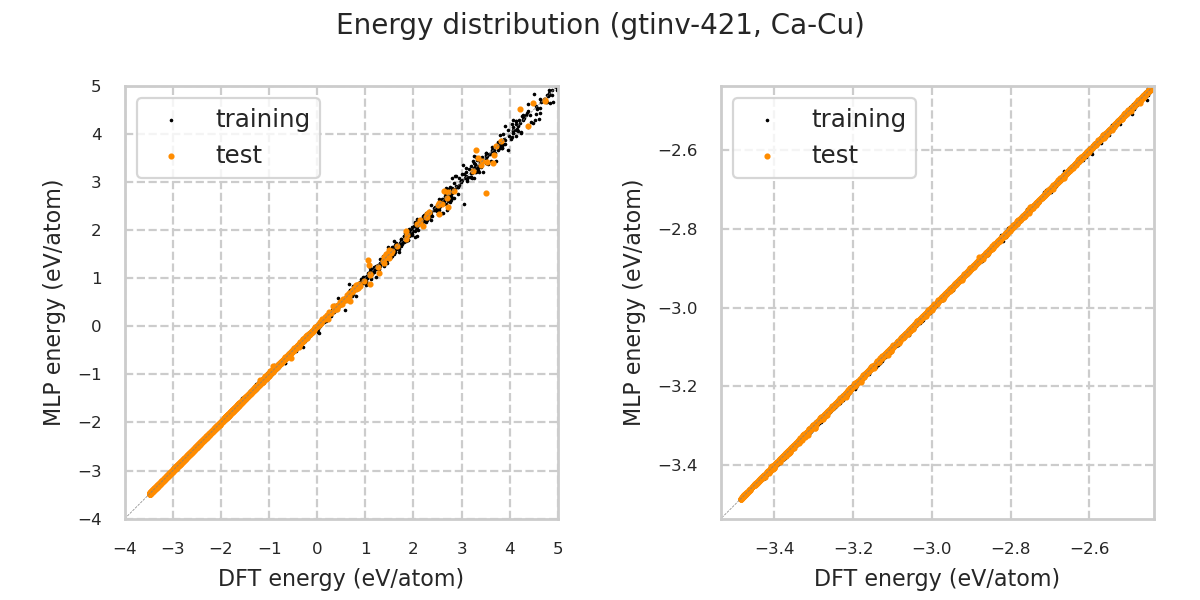 Energy distribution (gtinv-421, Ca-Cu)
training
test
5
4
3
2
1
0
−1
−2
−3
−4
−4 −3 −2 −1 0 1 2 3 4 5
MLP energy (eV/atom)
DFT energy (eV/atom)
training
test
−2.6
−2.8
−3.0
−3.2
−3.4
−3.4 −3.2 −3.0 −2.8 −2.6
MLP energy (eV/atom)
DFT energy (eV/atom)